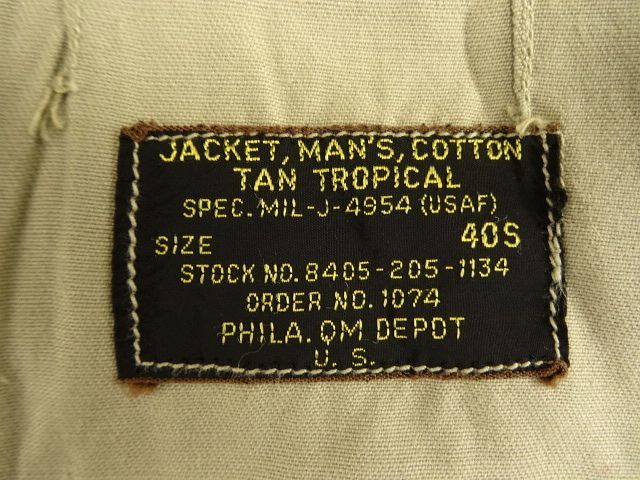 JACKET, MAN'S, COTTON
TAN TROPICAL
SPEC. MIL-J-4954 (USAF)
SIZE 40S
STOCK NO. 8405-205-1134
ORDER NO. 1074
PHILA. QM DEPOT
U. S.